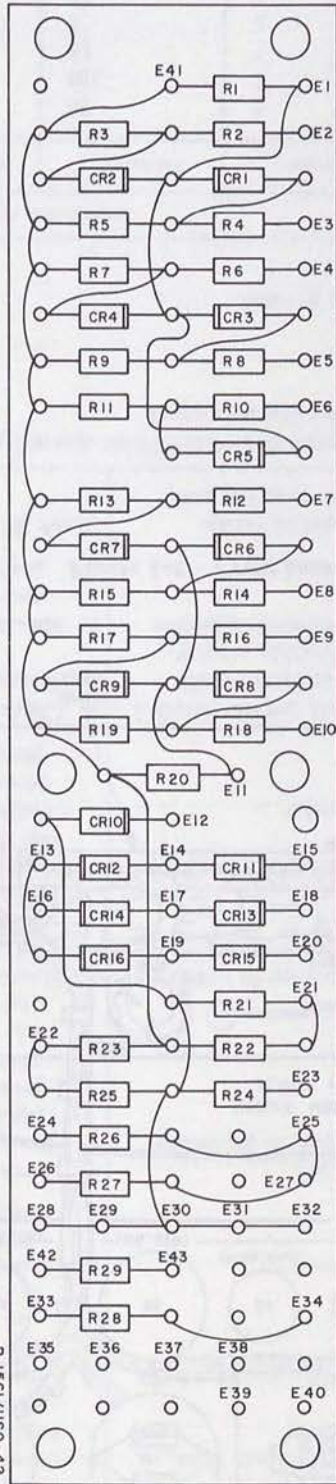 E41 R1 E1
R3 R2 E2
CR2 CR1
R5 R4 E3
R7 R6 E4
CR4 CR3
R9 R8 E5
R11 R10 E6
CR5
R13 R12 E7
CR7 CR6
R15 R14 E8
R17 R16 E9
CR9 CR8
R19 R18 E10
R20 E11
CR10 E12
E13 CR12 E14 CR11 E15
E16 CR14 E17 CR13 E18
CR16 E19 CR15 E20
R21 E21
E22 R23 R22
R25 R24 E23
E24 R26 E25
E26 R27 E27
E28 E29 E30 E31 E32
E42 R29 E43
E33 R28 E34
E35 E36 E37 E38
E39 E40